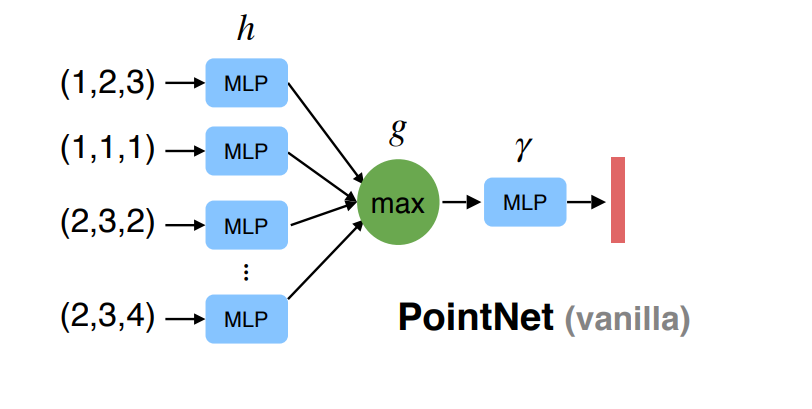 h
(1,2,3) MLP
(1,1,1) MLP
(2,3,2) MLP
⋮
(2,3,4) MLP
g
max
γ
MLP
PointNet (vanilla)